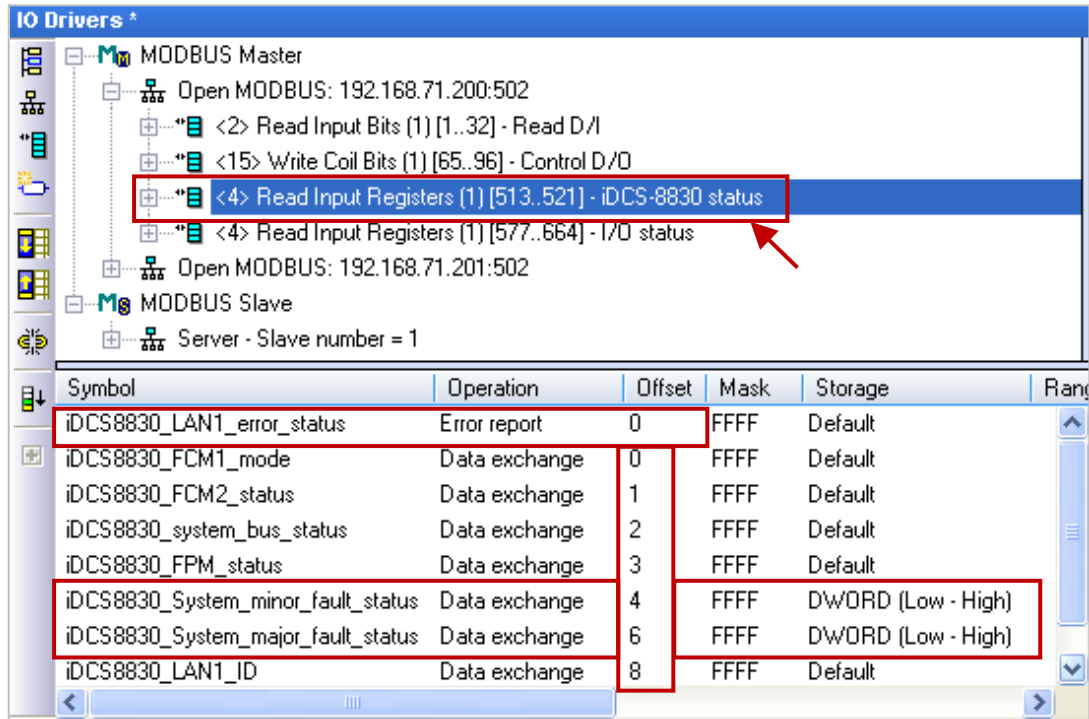 IO Drivers *
MODBUS Master
Open MODBUS: 192.168.71.200:502
<2> Read Input Bits (1) [1..32] - Read D/I
<15> Write Coil Bits (1) [65..96] - Control D/O
<4> Read Input Registers (1) [513..521] - iDCS-8830 status
<4> Read Input Registers (1) [577..664] - I/O status
Open MODBUS: 192.168.71.201:502
MODBUS Slave
Server - Slave number = 1
Symbol Operation Offset Mask Storage Rang
iDCS8830_LAN1_error_status Error report 0 FFFF Default
iDCS8830_FCM1_mode Data exchange 0 FFFF Default
iDCS8830_FCM2_status Data exchange 1 FFFF Default
iDCS8830_system_bus_status Data exchange 2 FFFF Default
iDCS8830_FPM_status Data exchange 3 FFFF Default
iDCS8830_System_minor_fault_status Data exchange 4 FFFF DWORD (Low - High)
iDCS8830_System_major_fault_status Data exchange 6 FFFF DWORD (Low - High)
iDCS8830_LAN1_ID Data exchange 8 FFFF Default